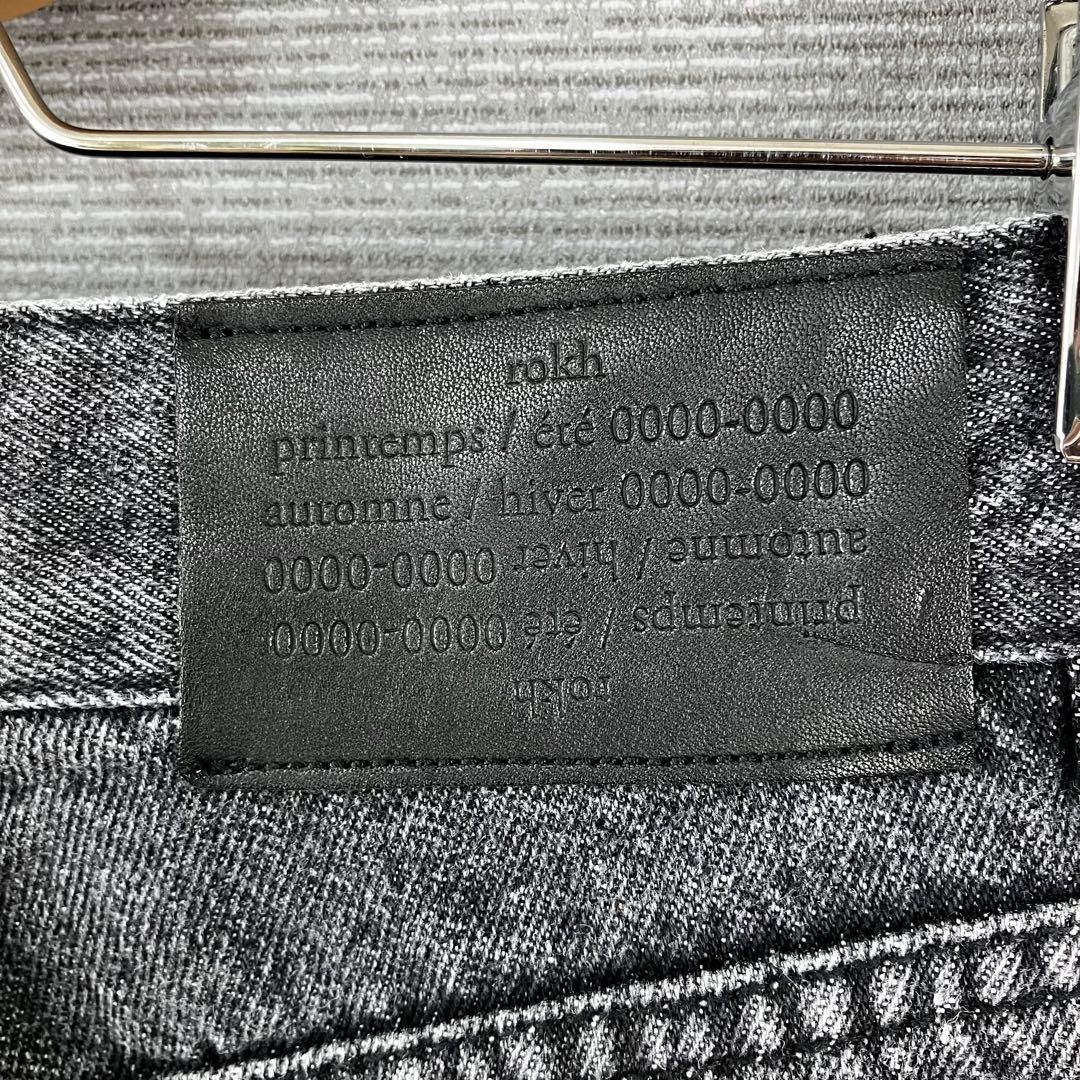 rokh
printemps / été 0000-0000
automne / hiver 0000-0000
automne / hiver 0000-0000
printemps / été 0000-0000
rokh